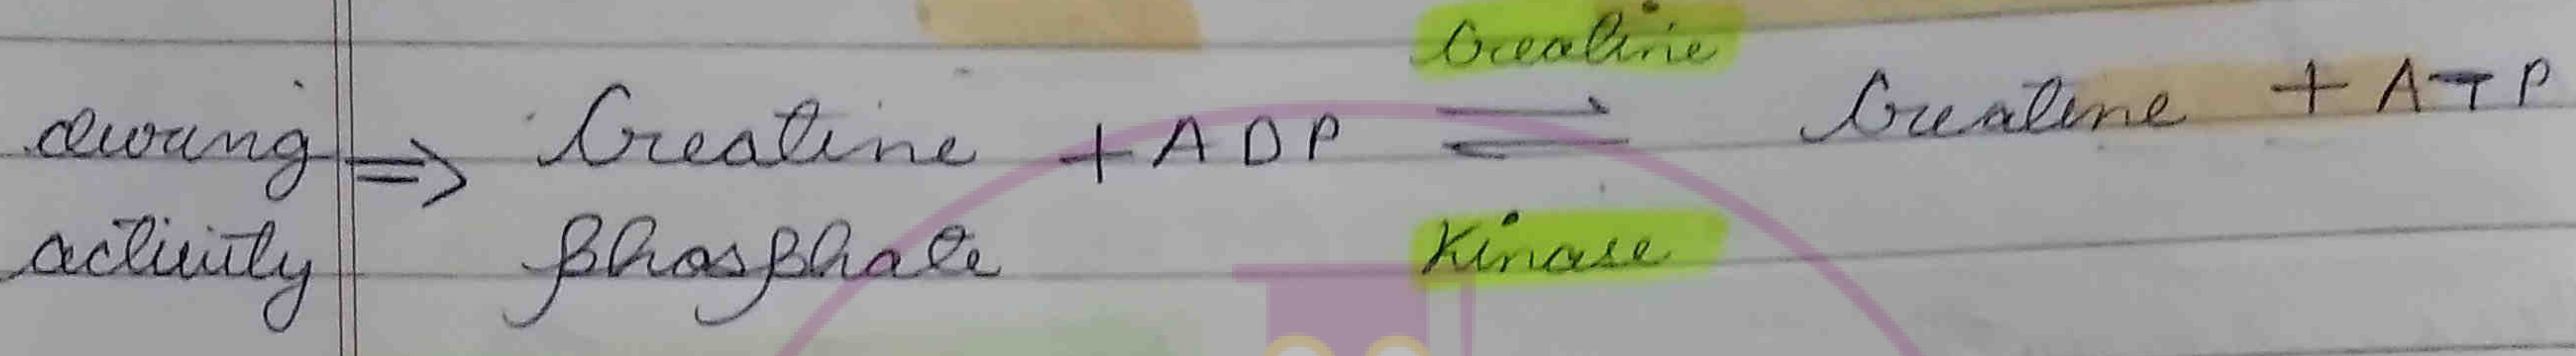 Creatine
during ⇒ Creatine + ADP ⇌ Creatine + ATP
activity phosphate Kinase